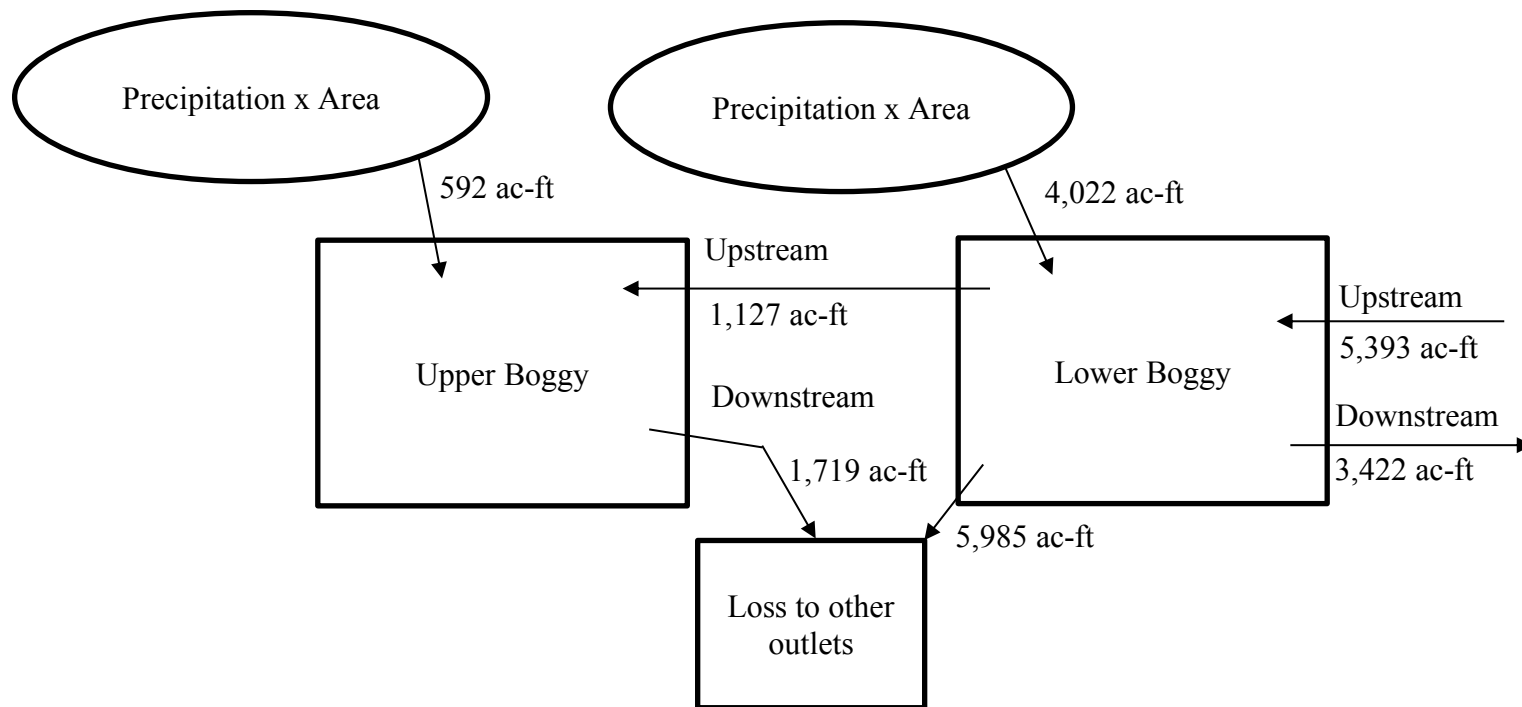 Precipitation x Area
Precipitation x Area
592 ac-ft
4,022 ac-ft
Upstream
1,127 ac-ft
Upstream
5,393 ac-ft
Upper Boggy
Lower Boggy
Downstream
1,719 ac-ft
Downstream
3,422 ac-ft
5,985 ac-ft
Loss to other
outlets